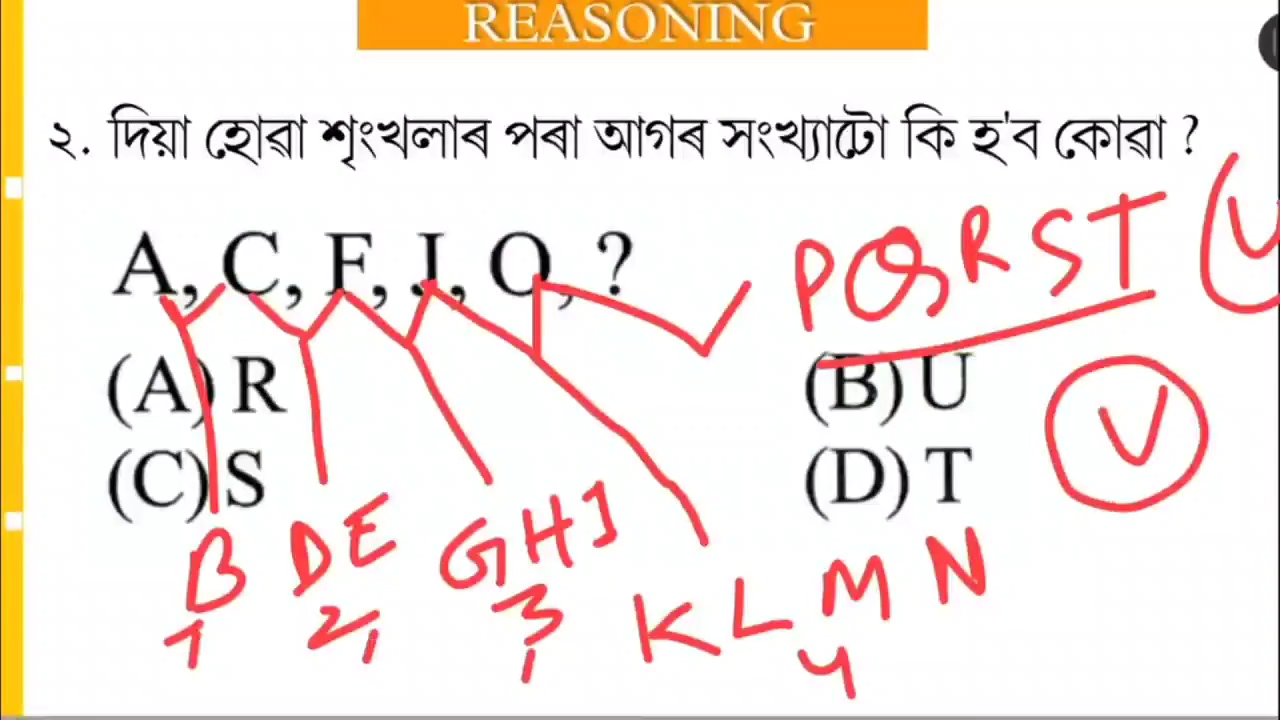 REASONING
২. দিয়া হোৱা শৃংখলাৰ পৰা আগৰ সংখ্যাটো কি হ'ব কোৱা ?
A, C, F, J, O, ?
PQRST U
(A) R (B) U
(C) S (D) T
U
B DE GHI KLMN
1 2 3 4